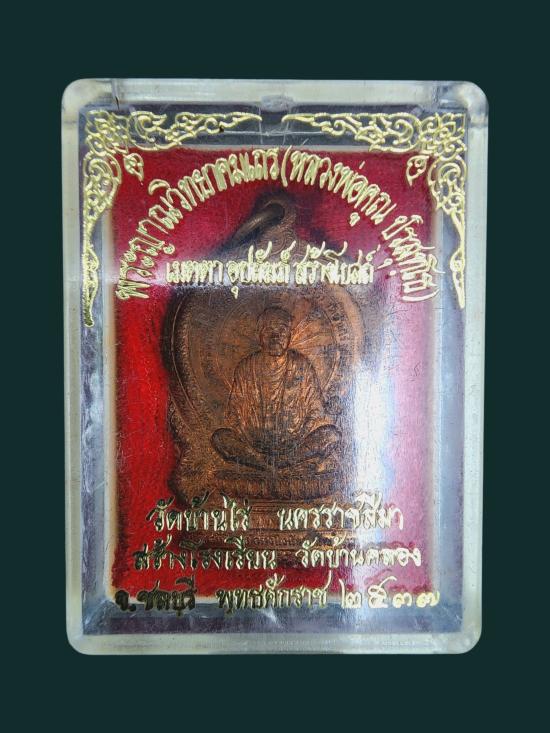 พระญาณวิทยาคมเถร (หลวงพ่อคูณ ปริสุทฺโธ)
เมตตา อุปถัมภ์ สร้างโบสถ์
วัดบ้านไร่ นครราชสีมา
สร้างโรงเรียน วัดบ้านคลอง
จ.ชลบุรี พุทธศักราช ๒๕๓๗